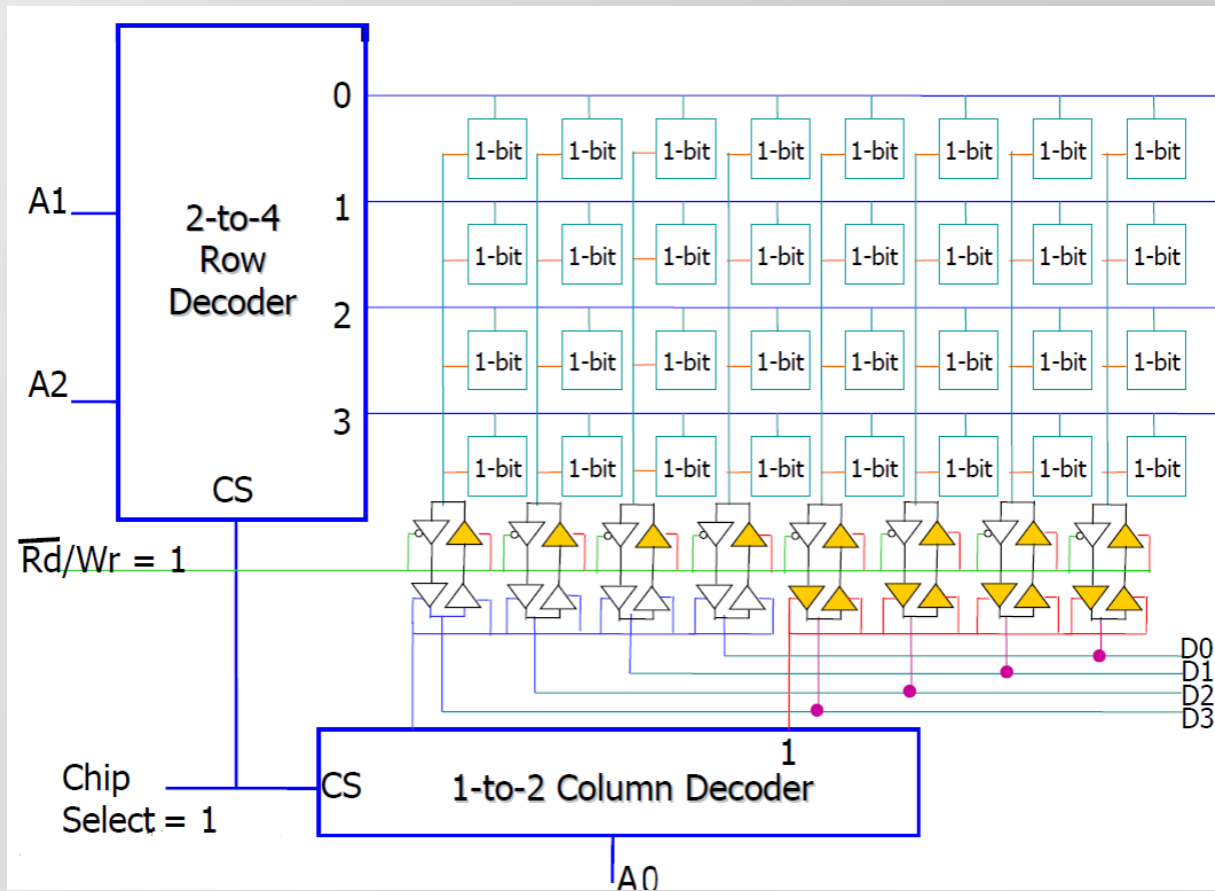 0
1-bit 1-bit 1-bit 1-bit 1-bit 1-bit 1-bit 1-bit
A1
2-to-4
Row
Decoder
1
1-bit 1-bit 1-bit 1-bit 1-bit 1-bit 1-bit 1-bit
2
A2
1-bit 1-bit 1-bit 1-bit 1-bit 1-bit 1-bit 1-bit
3
1-bit 1-bit 1-bit 1-bit 1-bit 1-bit 1-bit 1-bit
CS
R̅d̅/Wr = 1
D0
D1
D2
D3
1
Chip
Select = 1
CS
1-to-2 Column Decoder
A0